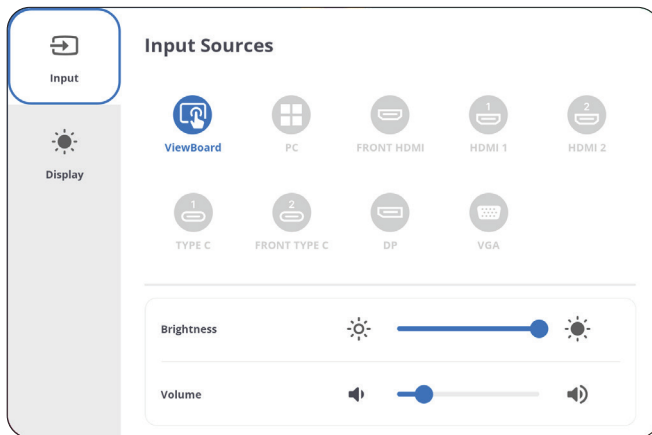 Input
Display
Input Sources
ViewBoard PC FRONT HDMI 1 HDMI 1 2 HDMI 2
1 TYPE C 2 FRONT TYPE C DP VGA
Brightness
Volume